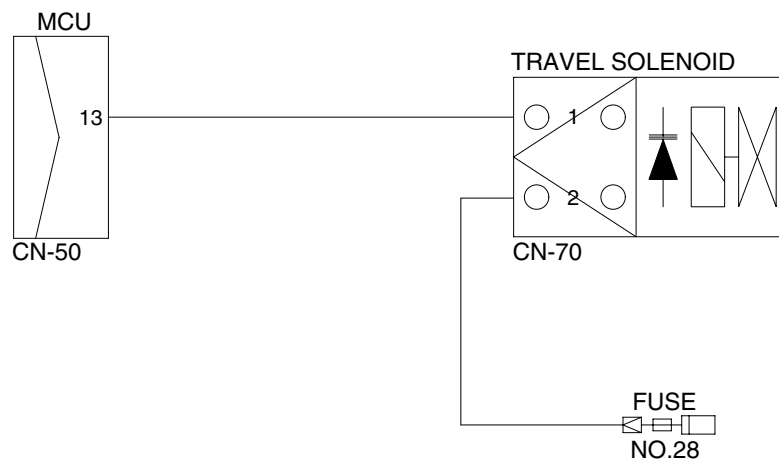 MCU
TRAVEL SOLENOID
13
1
2
CN-50
CN-70
FUSE
NO.28